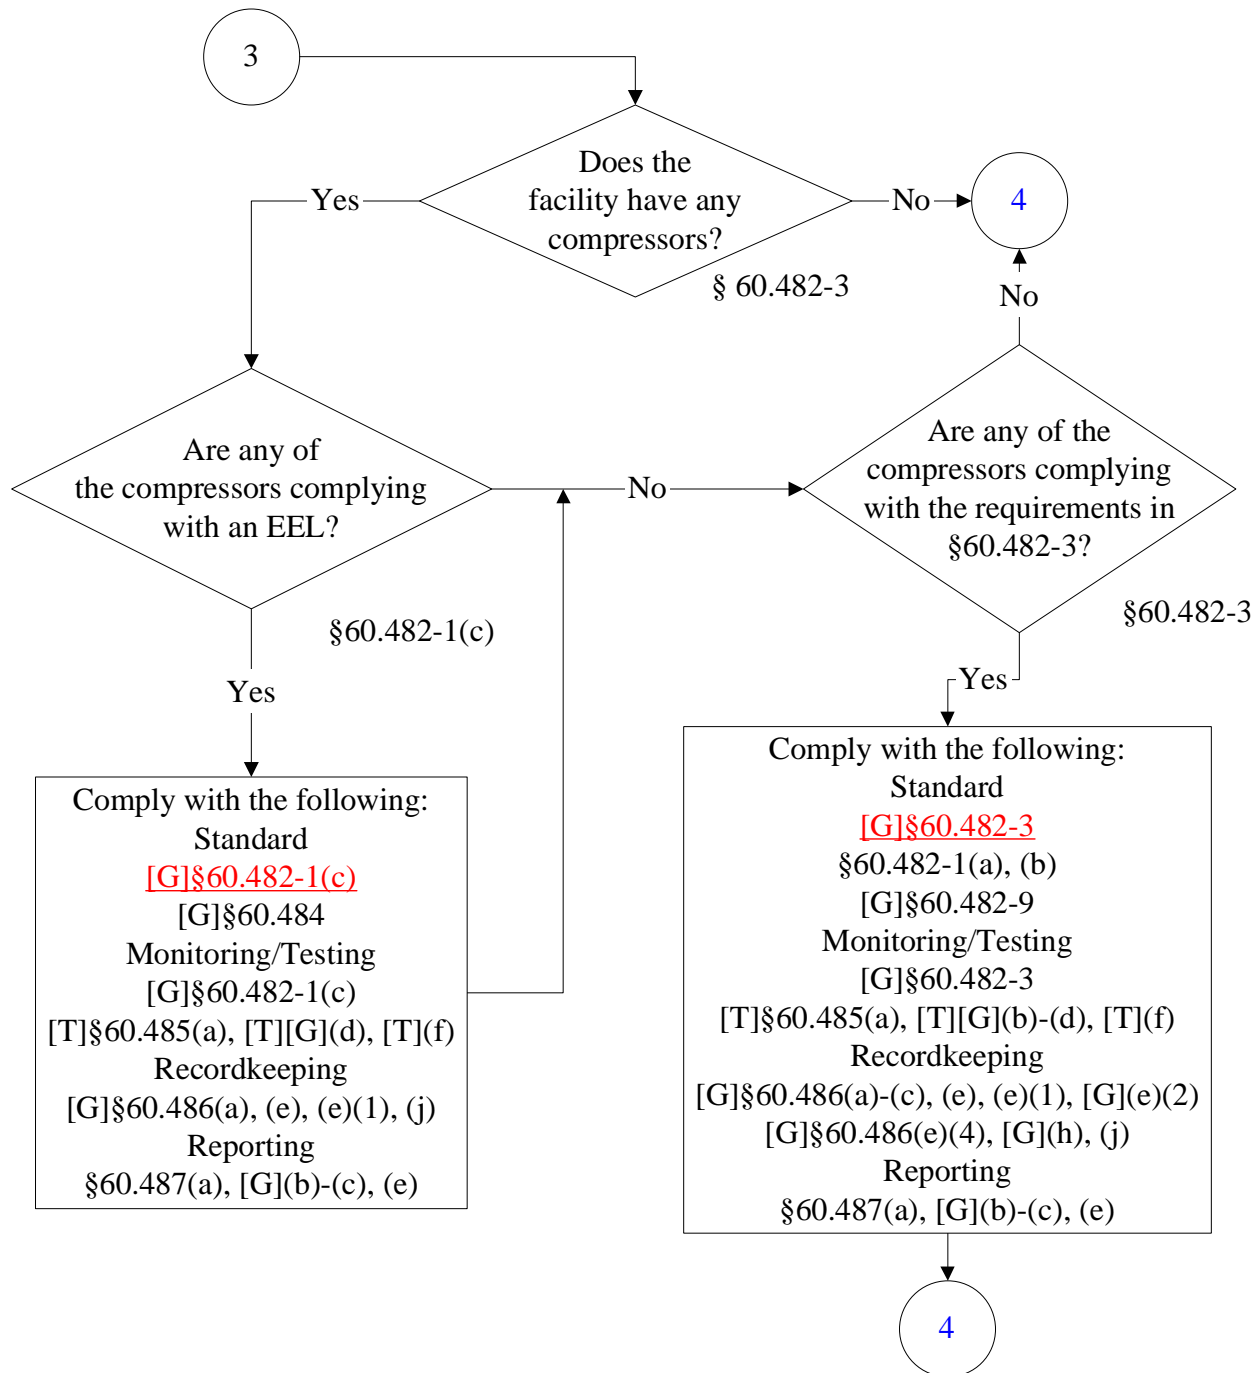 3
Does the
facility have any
compressors?
§ 60.482-3
Yes
No
4
Are any of
the compressors complying
with an EEL?
§60.482-1(c)
No
Yes
Are any of the
compressors complying
with the requirements in
§60.482-3?
§60.482-3
No
Yes
Comply with the following:
Standard
[G]§60.482-1(c)
[G]§60.484
Monitoring/Testing
[G]§60.482-1(c)
[T]§60.485(a), [T][G](d), [T](f)
Recordkeeping
[G]§60.486(a), (e), (e)(1), (j)
Reporting
§60.487(a), [G](b)-(c), (e)
Comply with the following:
Standard
[G]§60.482-3
§60.482-1(a), (b)
[G]§60.482-9
Monitoring/Testing
[G]§60.482-3
[T]§60.485(a), [T][G](b)-(d), [T](f)
Recordkeeping
[G]§60.486(a)-(c), (e), (e)(1), [G](e)(2)
[G]§60.486(e)(4), [G](h), (j)
Reporting
§60.487(a), [G](b)-(c), (e)
4